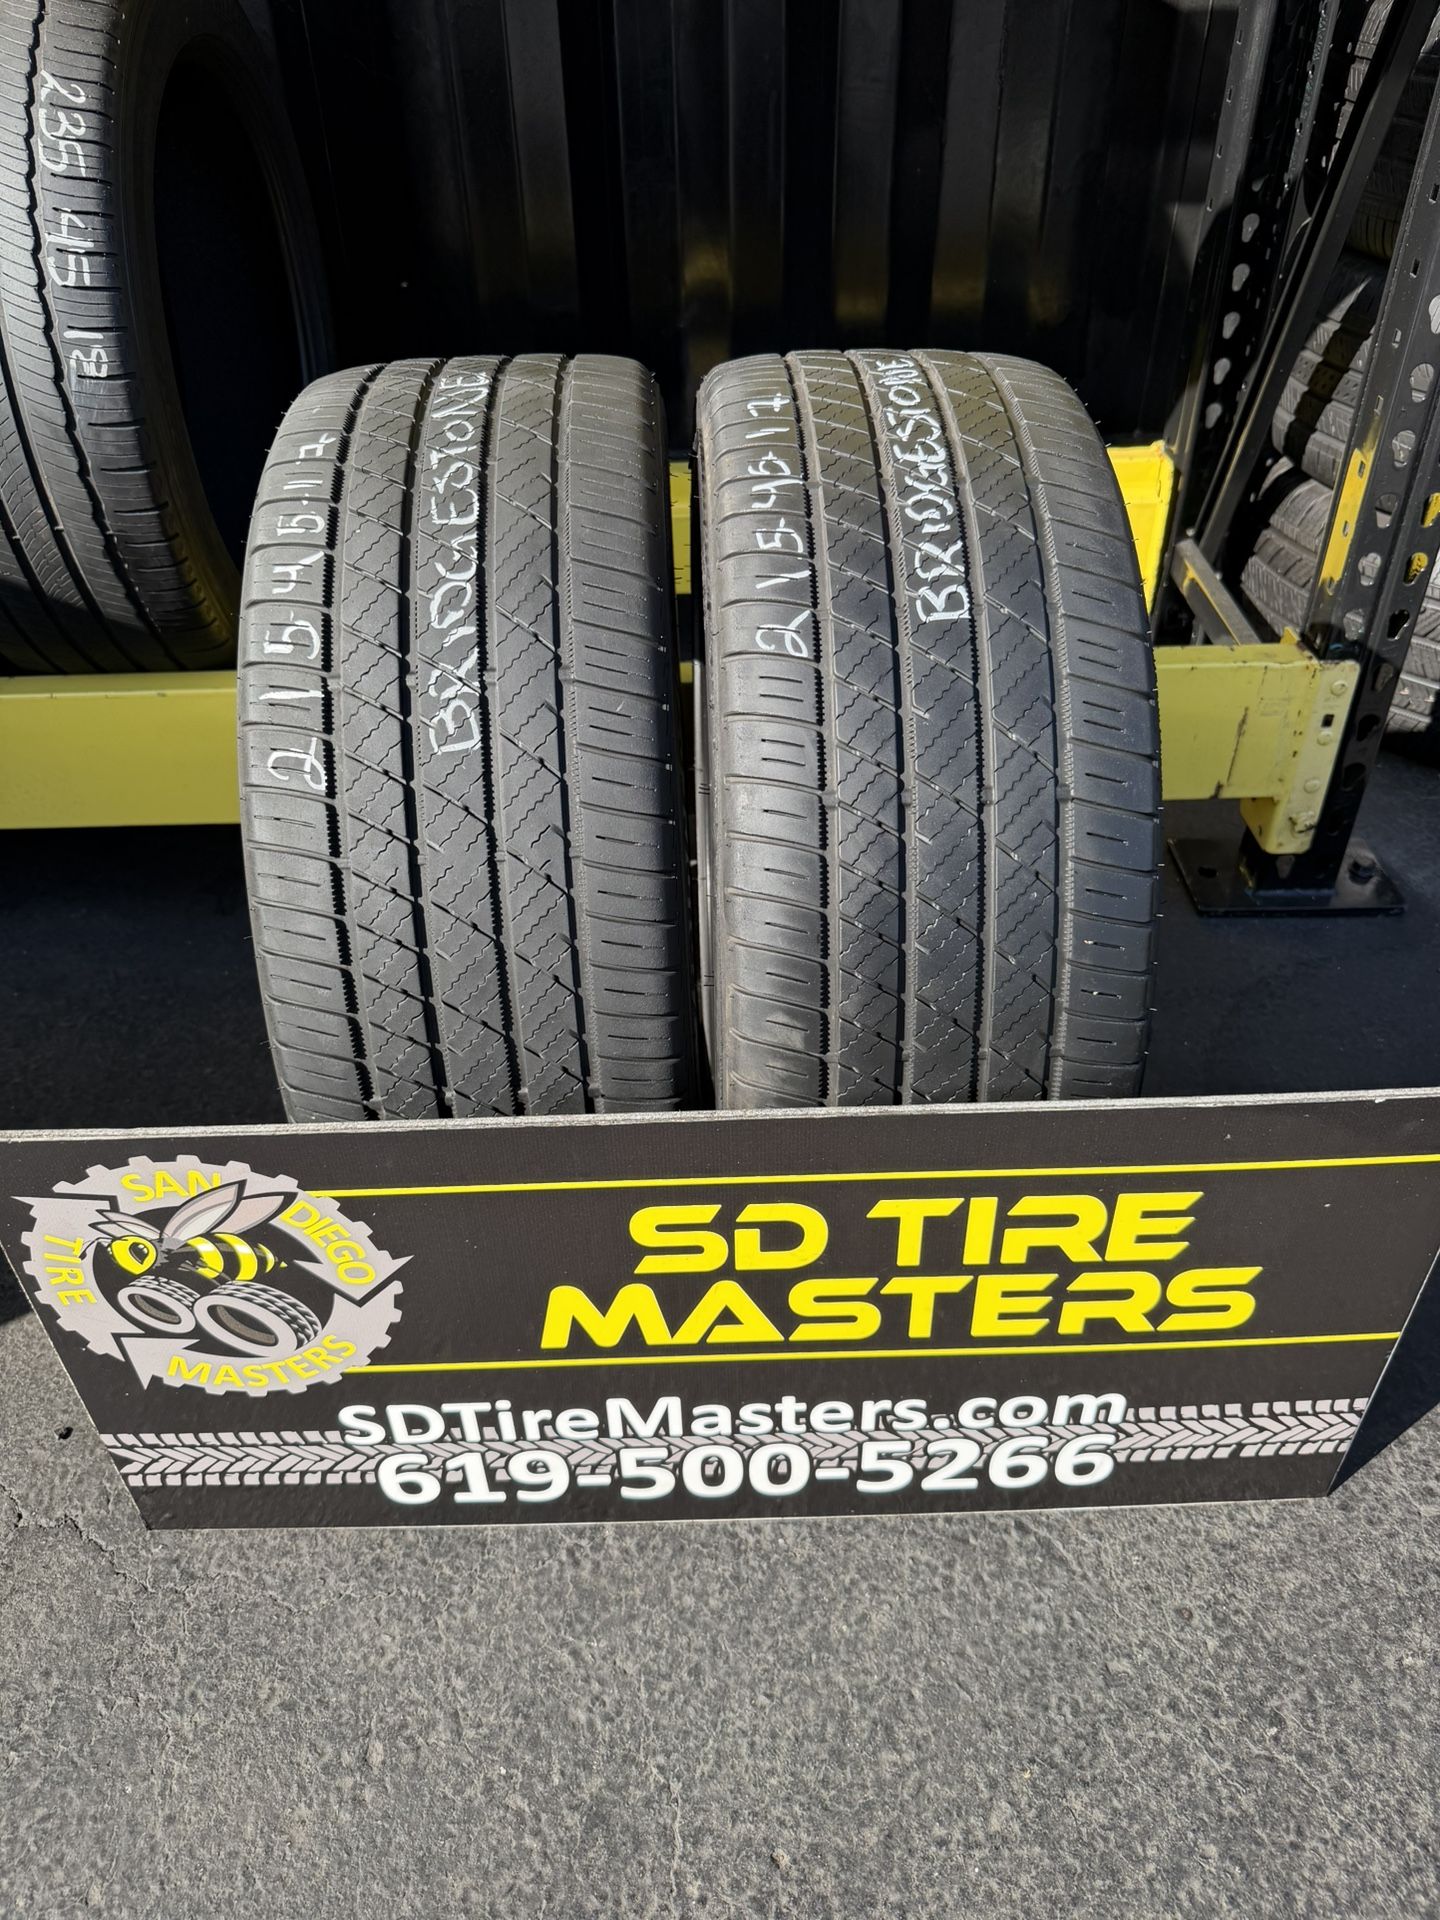 235 45 18
215-45-17
BRIDGESTONE
215-45-17
BRIDGESTONE
SAN DIEGO
TIRE
MASTERS
SD TIRE
MASTERS
SDTireMasters.com
619-500-5266